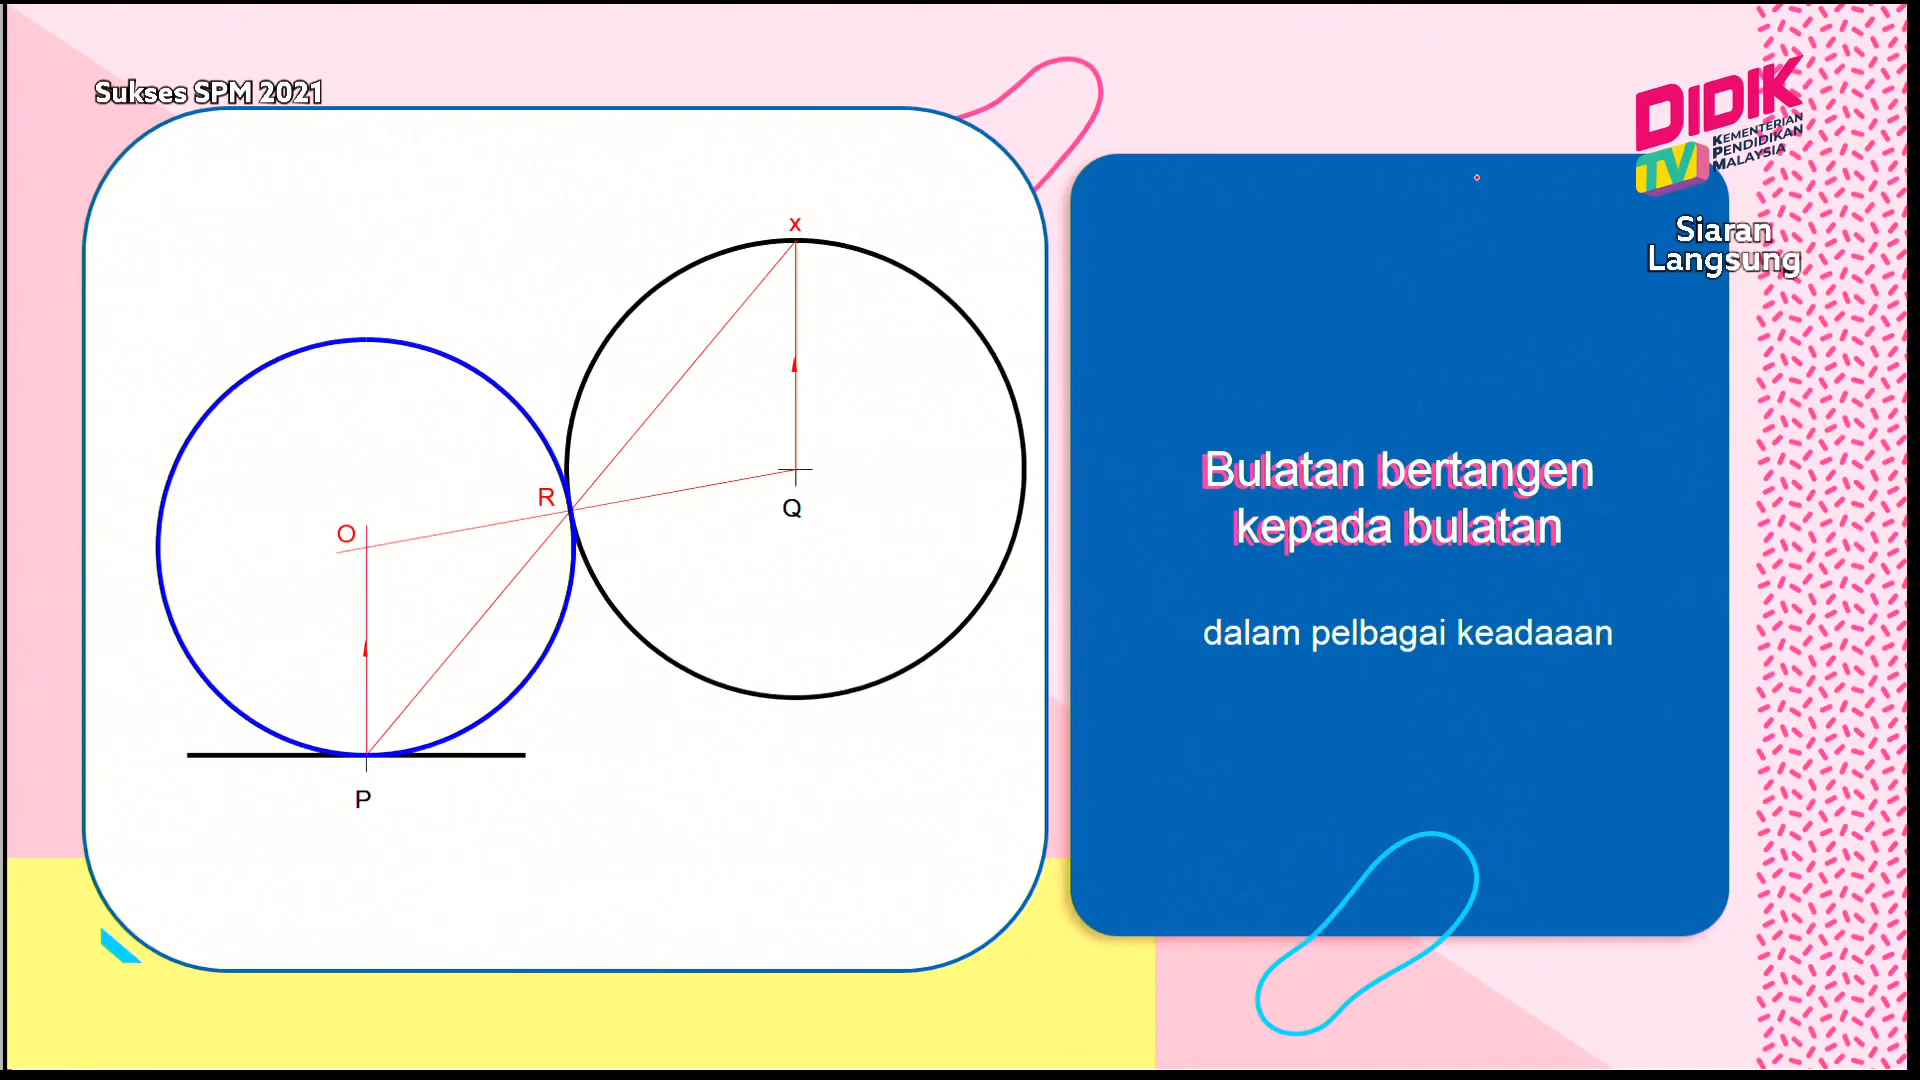 Sukses SPM 2021
DIDIK
TV
KEMENTERIAN
PENDIDIKAN
MALAYSIA
Siaran
Langsung
x
R
O
Q
P
Bulatan bertangen
kepada bulatan
dalam pelbagai keadaaan